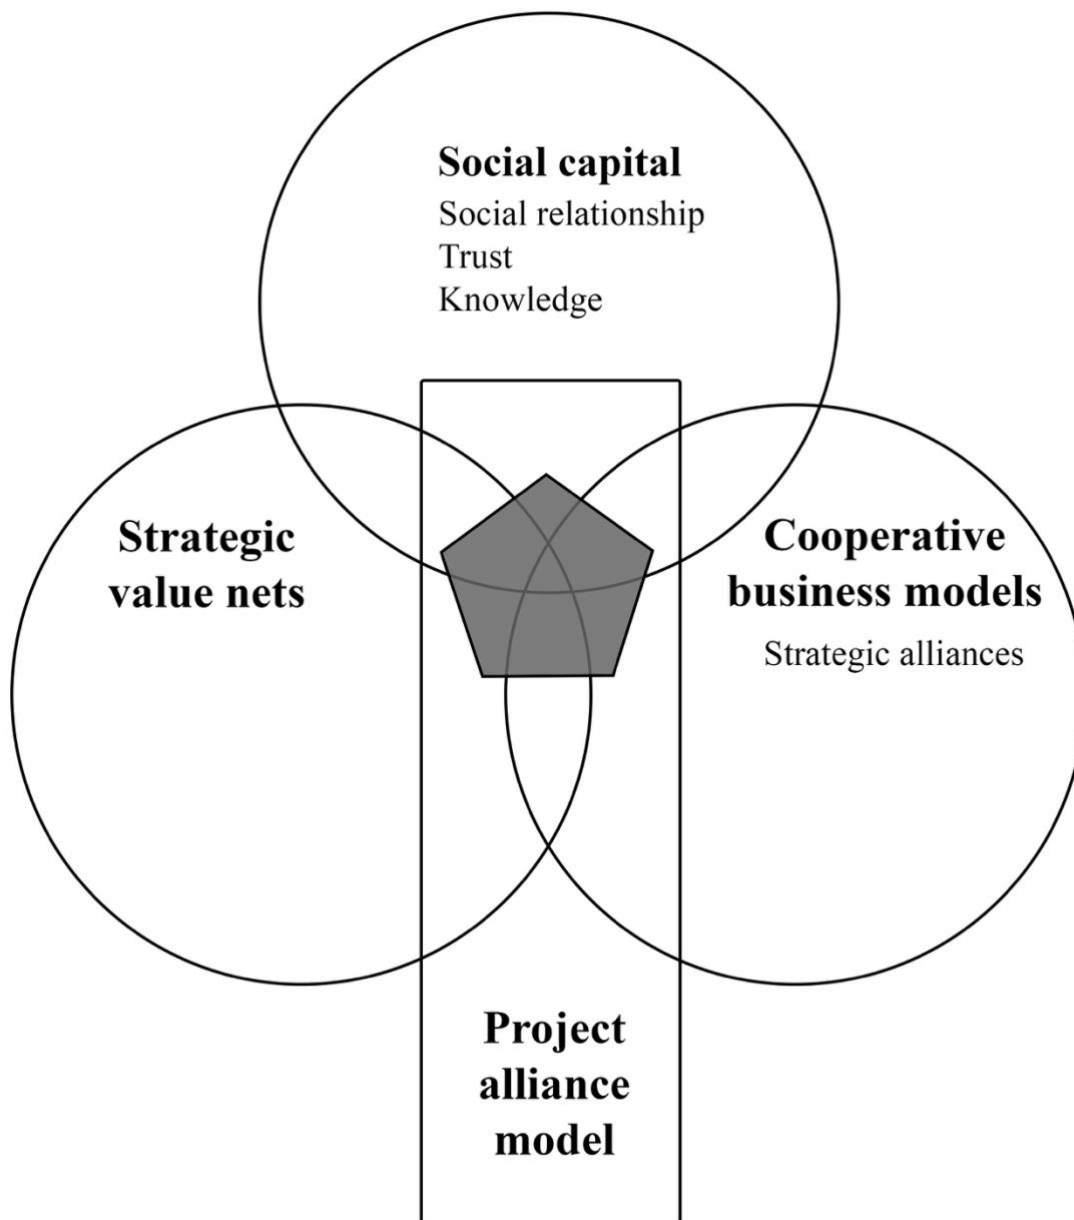 Social capital
Social relationship
Trust
Knowledge
Strategic
value nets
Cooperative
business models
Strategic alliances
Project
alliance
model